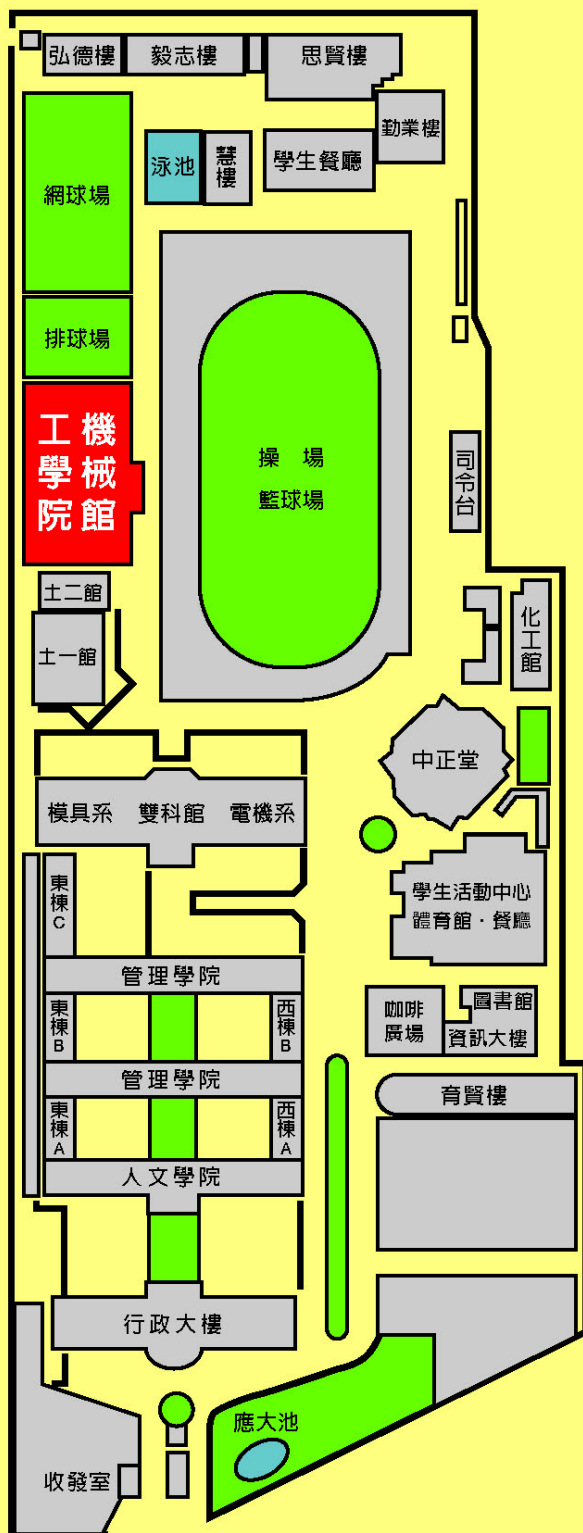 弘德樓
毅志樓
思賢樓
勤業樓
泳池
慧樓
學生餐廳
網球場
排球場
機械館
工學院
操 場
籃球場
司令台
土二館
土一館
化工館
中正堂
模具系 雙科館 電機系
東棟C
學生活動中心
體育館·餐廳
管理學院
東棟B
西棟B
咖啡
廣場
圖書館
資訊大樓
管理學院
育賢樓
東棟A
西棟A
人文學院
行政大樓
應大池
收發室